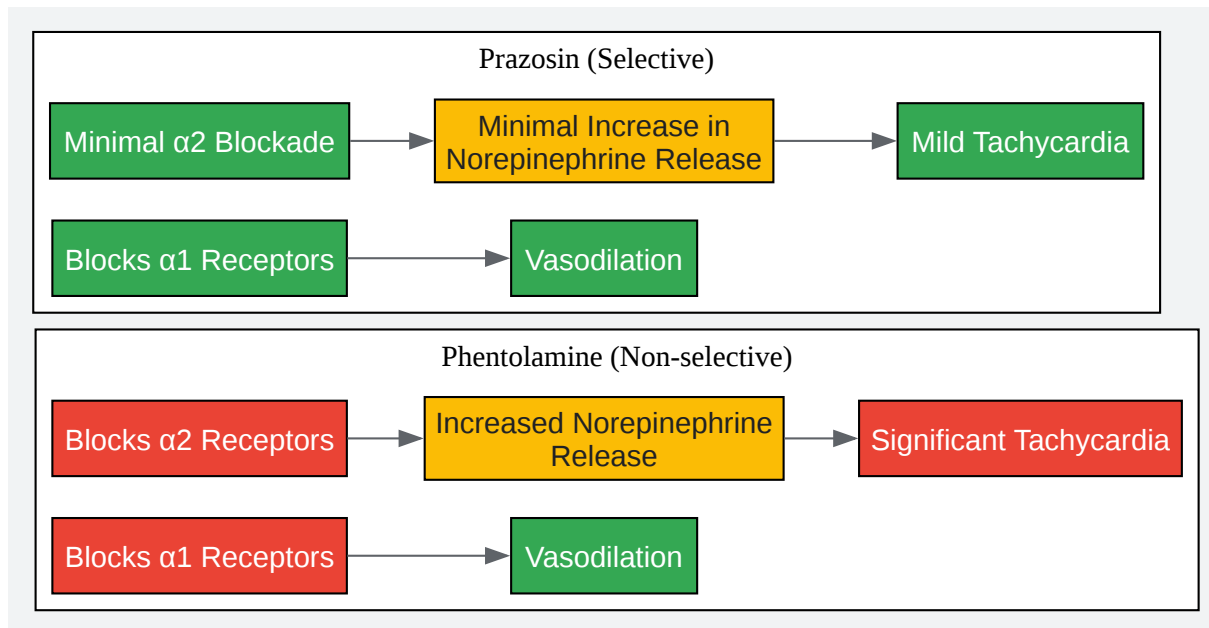 Prazosin (Selective)
Minimal α2 Blockade
Minimal Increase in
Norepinephrine Release
Mild Tachycardia
Blocks α1 Receptors
Vasodilation
Phentolamine (Non-selective)
Blocks α2 Receptors
Increased Norepinephrine
Release
Significant Tachycardia
Blocks α1 Receptors
Vasodilation